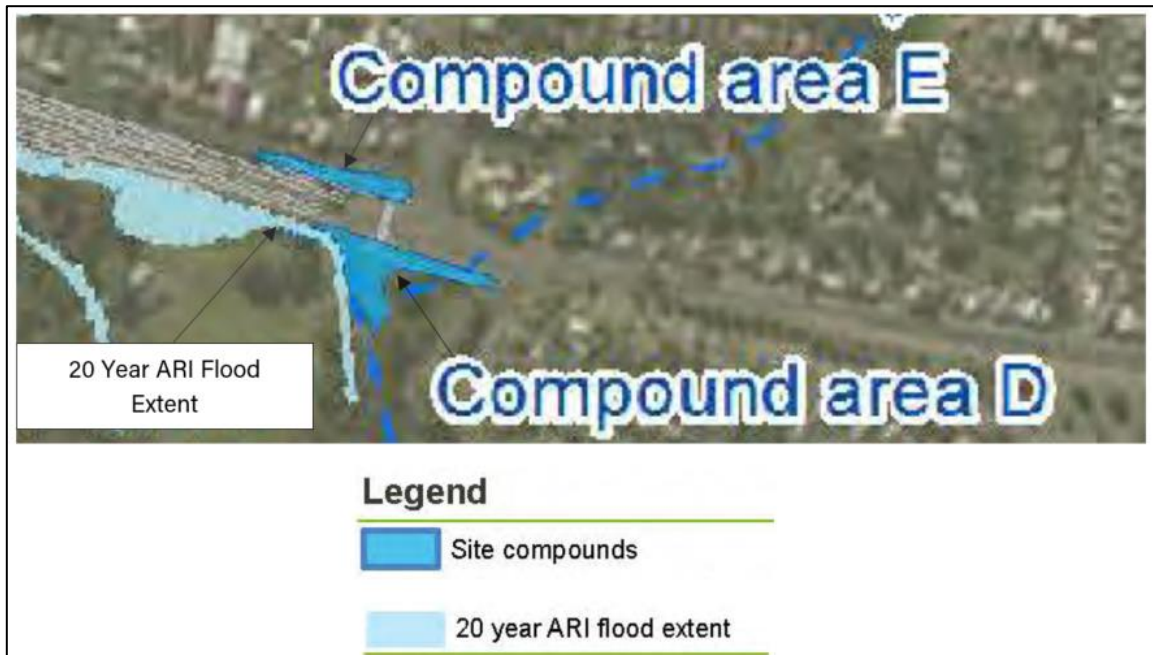 Compound area E
20 Year ARI Flood
Extent
Compound area D
Legend
Site compounds
20 year ARI flood extent